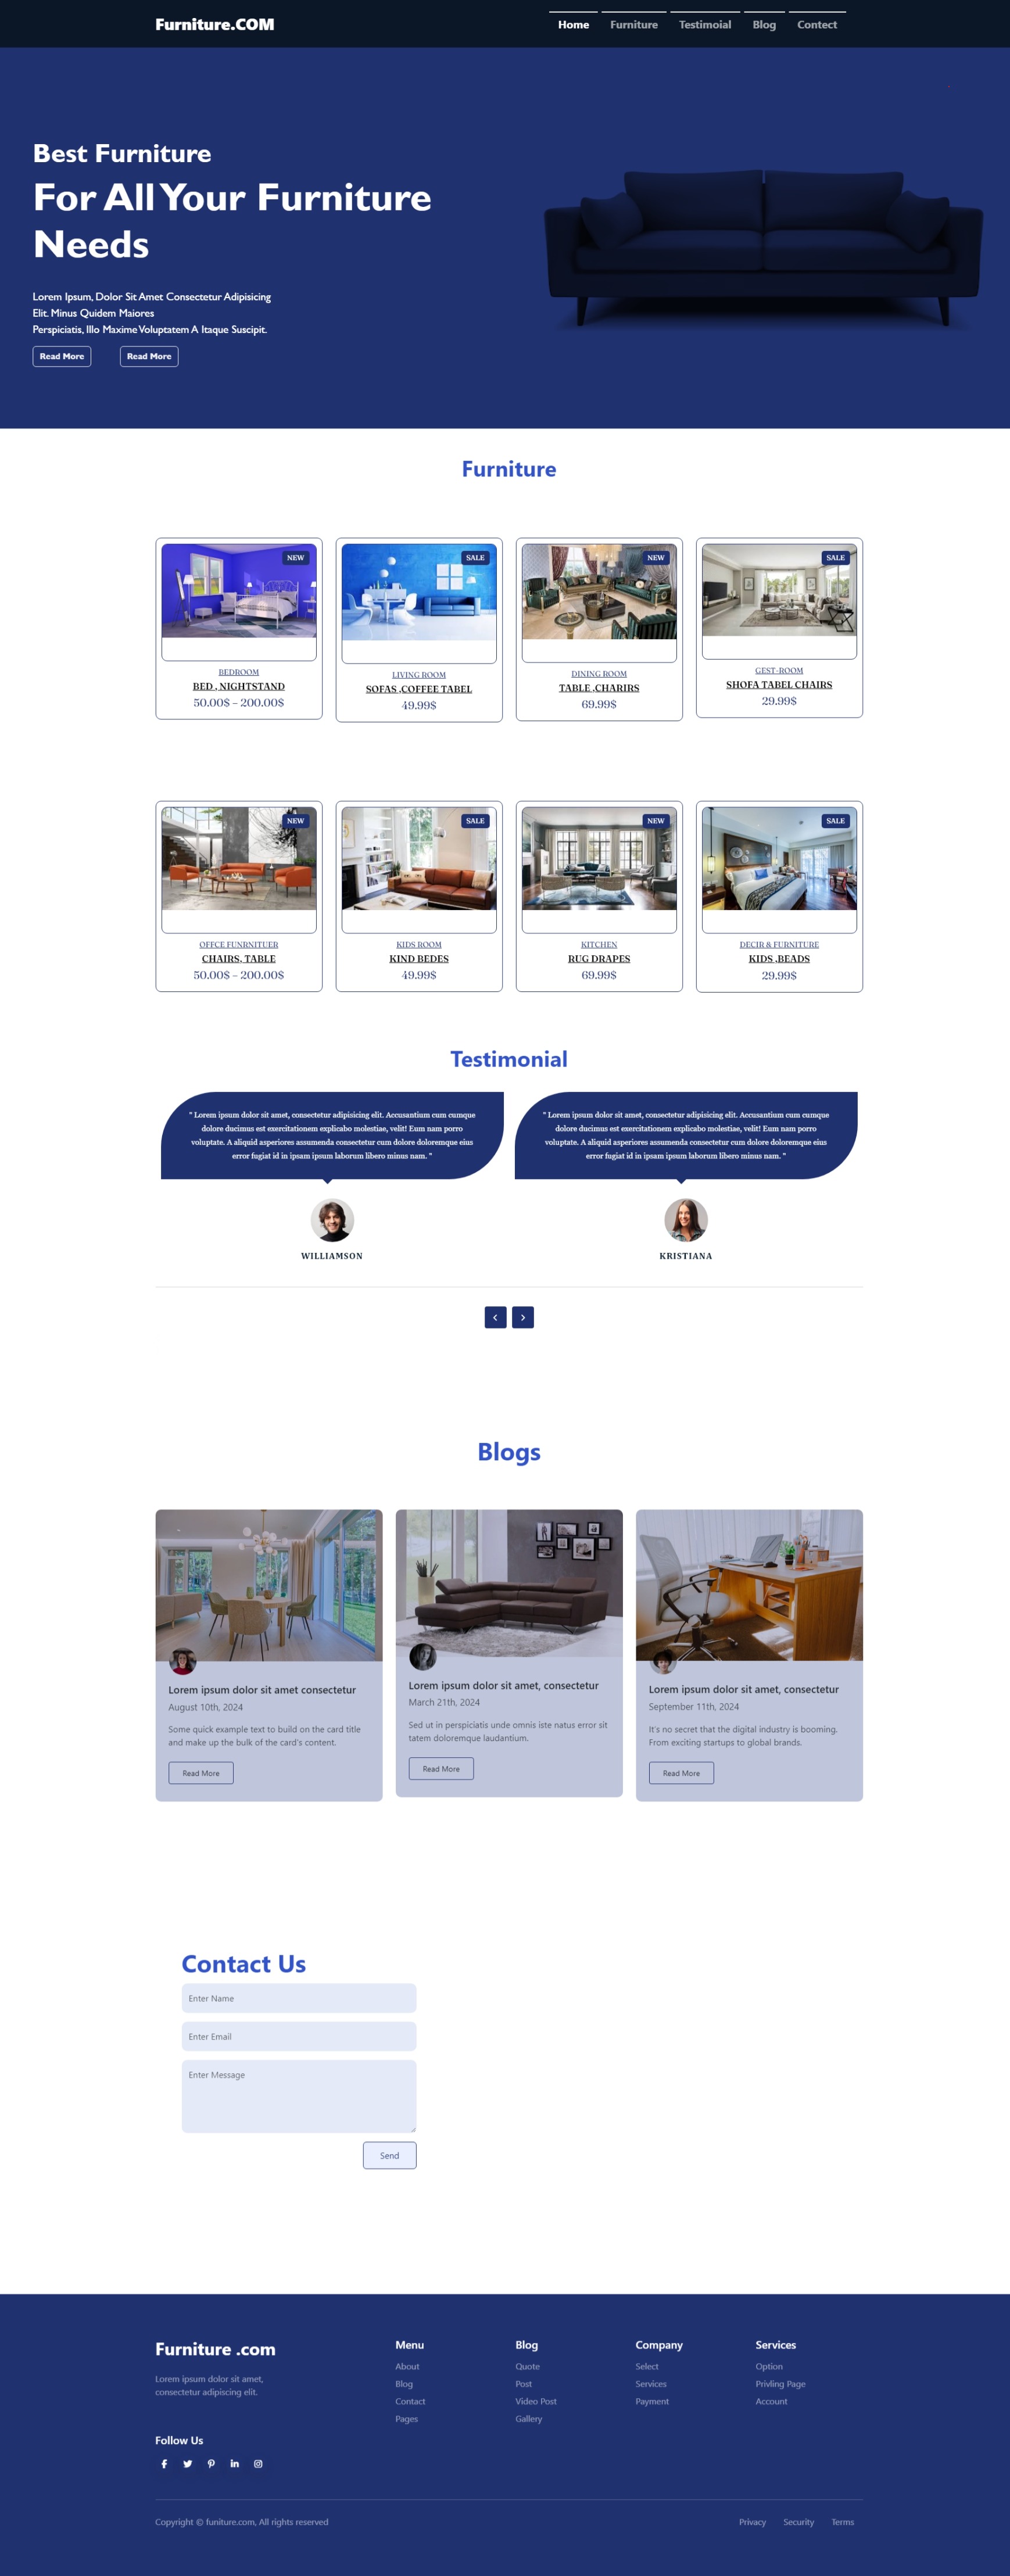 Furniture.COM
Home Furniture Testimoial Blog Contect
Best Furniture
For All Your Furniture
Needs
Lorem Ipsum, Dolor Sit Amet Consectetur Adipisicing
Elit. Minus Quidem Maiores
Perspiciatis, Illo Maxime Voluptatem A Itaque Suscipit.
Read More Read More
Furniture
NEW
BEDROOM
BED , NIGHTSTAND
50.00$ – 200.00$
SALE
LIVING ROOM
SOFAS ,COFFEE TABEL
49.99$
NEW
DINING ROOM
TABLE ,CHARIRS
69.99$
SALE
GEST-ROOM
SHOFA TABEL CHAIRS
29.99$
NEW
OFFCE FUNRNITUER
CHAIRS, TABLE
50.00$ – 200.00$
SALE
KIDS ROOM
KIND BEDES
49.99$
NEW
KITCHEN
RUG DRAPES
69.99$
SALE
DECIR & FURNITURE
KIDS ,BEADS
29.99$
Testimonial
" Lorem ipsum dolor sit amet, consectetur adipisicing elit. Accusantium cum cumque
dolore ducimus est exercitationem explicabo molestiae, velit! Eum nam porro
voluptate. A aliquid asperiores assumenda consectetur cum dolore doloremque eius
error fugiat id in ipsam ipsum laborum libero minus nam. "
WILLIAMSON
" Lorem ipsum dolor sit amet, consectetur adipisicing elit. Accusantium cum cumque
dolore ducimus est exercitationem explicabo molestiae, velit! Eum nam porro
voluptate. A aliquid asperiores assumenda consectetur cum dolore doloremque eius
error fugiat id in ipsam ipsum laborum libero minus nam. "
KRISTIANA
Blogs
Lorem ipsum dolor sit amet consectetur
August 10th, 2024
Some quick example text to build on the card title
and make up the bulk of the card's content.
Read More
Lorem ipsum dolor sit amet, consectetur
March 21th, 2024
Sed ut in perspiciatis unde omnis iste natus error sit
tatem doloremque laudantium.
Read More
Lorem ipsum dolor sit amet, consectetur
September 11th, 2024
It's no secret that the digital industry is booming.
From exciting startups to global brands.
Read More
Contact Us
Enter Name
Enter Email
Enter Message
Send
Furniture .com
Lorem ipsum dolor sit amet,
consectetur adipiscing elit.
Follow Us
Menu
About
Blog
Contact
Pages
Blog
Quote
Post
Video Post
Gallery
Company
Select
Services
Payment
Services
Option
Privling Page
Account
Copyright © funiture.com, All rights reserved
Privacy Security Terms